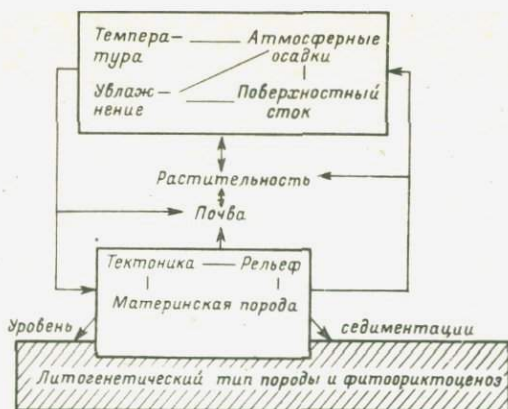 Темпера- Атмосферные
тура осадки
Увлаж- Поверхностный
нение сток
Растительность
Почва
Тектоника Рельеф
Материнская порода
Уровень седиментации
Литогенетический тип породы и фитоориктоценоз